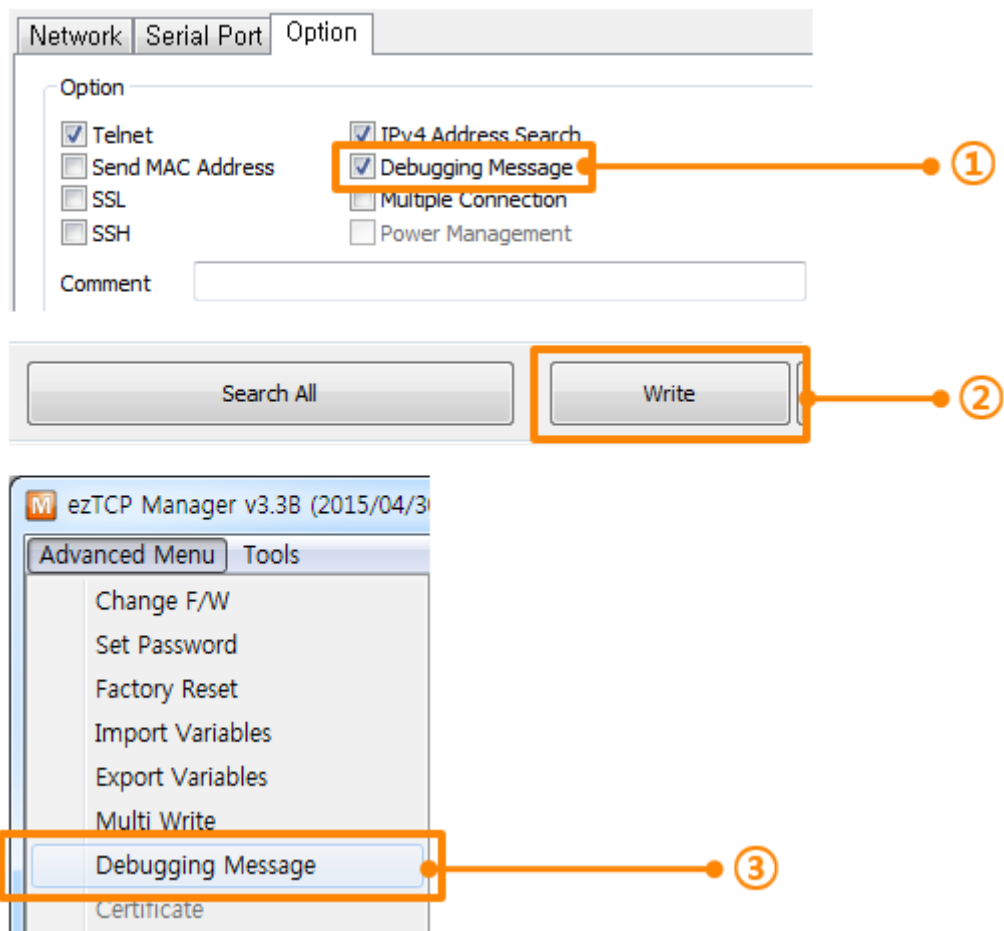 Network Serial Port Option
Option
Telnet IPv4 Address Search
Send MAC Address Debugging Message ①
SSL Multiple Connection
SSH Power Management
Comment
Search All Write ②
M ezTCP Manager v3.3B (2015/04/30
Advanced Menu Tools
Change F/W
Set Password
Factory Reset
Import Variables
Export Variables
Multi Write
Debugging Message ③
Certificate